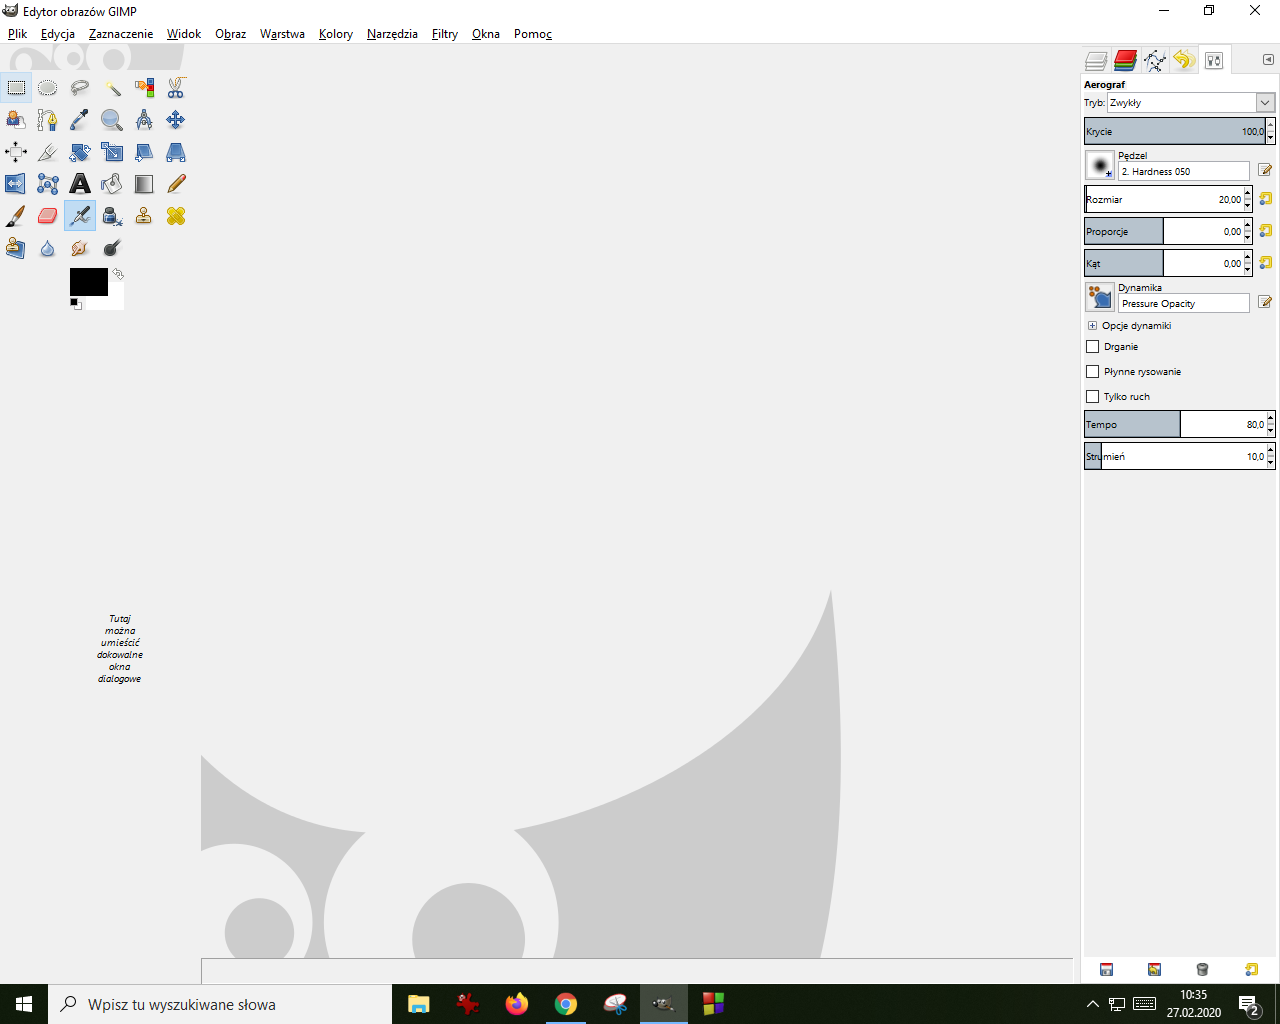 Edytor obrazów GIMP
Plik Edycja Zaznaczenie Widok Obraz Warstwa Kolory Narzędzia Filtry Okna Pomoc
Aerograf
Tryb: Zwykły
Krycie 100,0
Pędzel
2. Hardness 050
Rozmiar 20,00
Proporcje 0,00
Kąt 0,00
Dynamika
Pressure Opacity
Opcje dynamiki
Drganie
Płynne rysowanie
Tylko ruch
Tempo 80,0
Strumień 10,0
Tutaj
można
umieścić
dokowalne
okna
dialogowe
Wpisz tu wyszukiwane słowa
10:35
27.02.2020
2